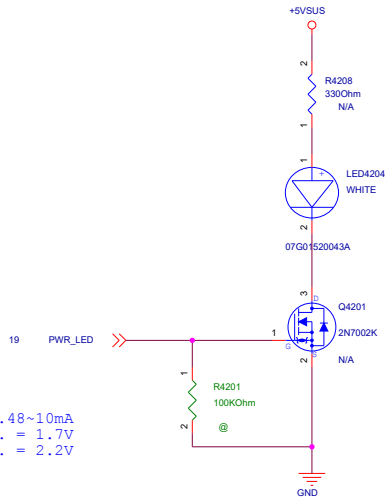 +5VSUS
2
R4208
330Ohm
N/A
1
1
+
LED4204
WHITE
2
07G01520043A
3
D
Q4201
2N7002K
19 PWR_LED
1
G
S
2
N/A
1
R4201
100KOhm
2
@
.48~10mA
. = 1.7V
. = 2.2V
GND